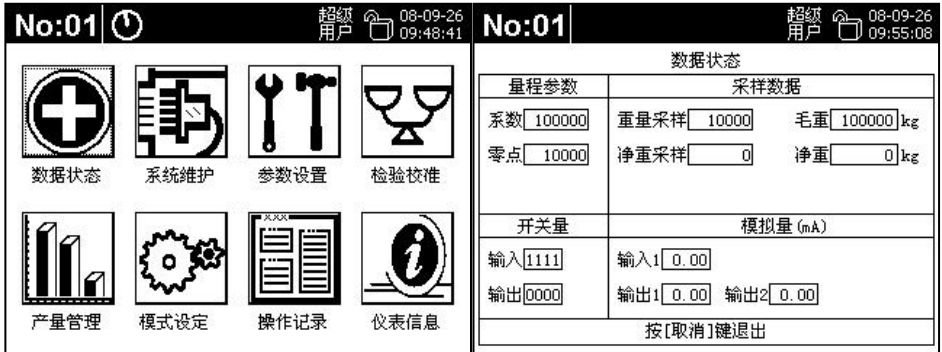 No:01 超级用户 08-09-26 09:48:41
数据状态 系统维护 参数设置 检验校准
XXX
产量管理 模式设定 操作记录 仪表信息
No:01 超级用户 08-09-26 09:55:08
数据状态
量程参数 采样数据
系数 100000 重量采样 10000 毛重 100000 kg
零点 10000 净重采样 0 净重 0 kg
开关量 模拟量(mA)
输入 1111 输入1 0.00
输出 0000 输出1 0.00 输出2 0.00
按[取消]键退出